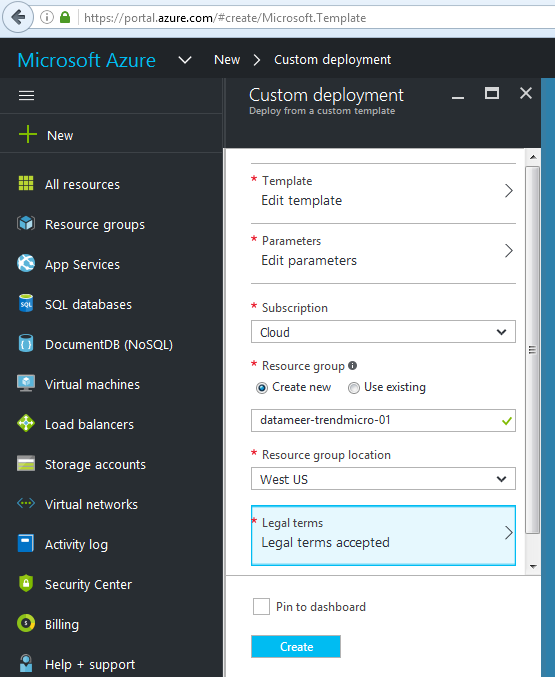 https://portal.azure.com/#create/Microsoft.Template
Microsoft Azure New > Custom deployment
New
All resources
Resource groups
App Services
SQL databases
DocumentDB (NoSQL)
Virtual machines
Load balancers
Storage accounts
Virtual networks
Activity log
Security Center
Billing
Help + support
Custom deployment
Deploy from a custom template
* Template
Edit template
* Parameters
Edit parameters
* Subscription
Cloud
* Resource group
Create new Use existing
datameer-trendmicro-01
* Resource group location
West US
* Legal terms
Legal terms accepted
Pin to dashboard
Create